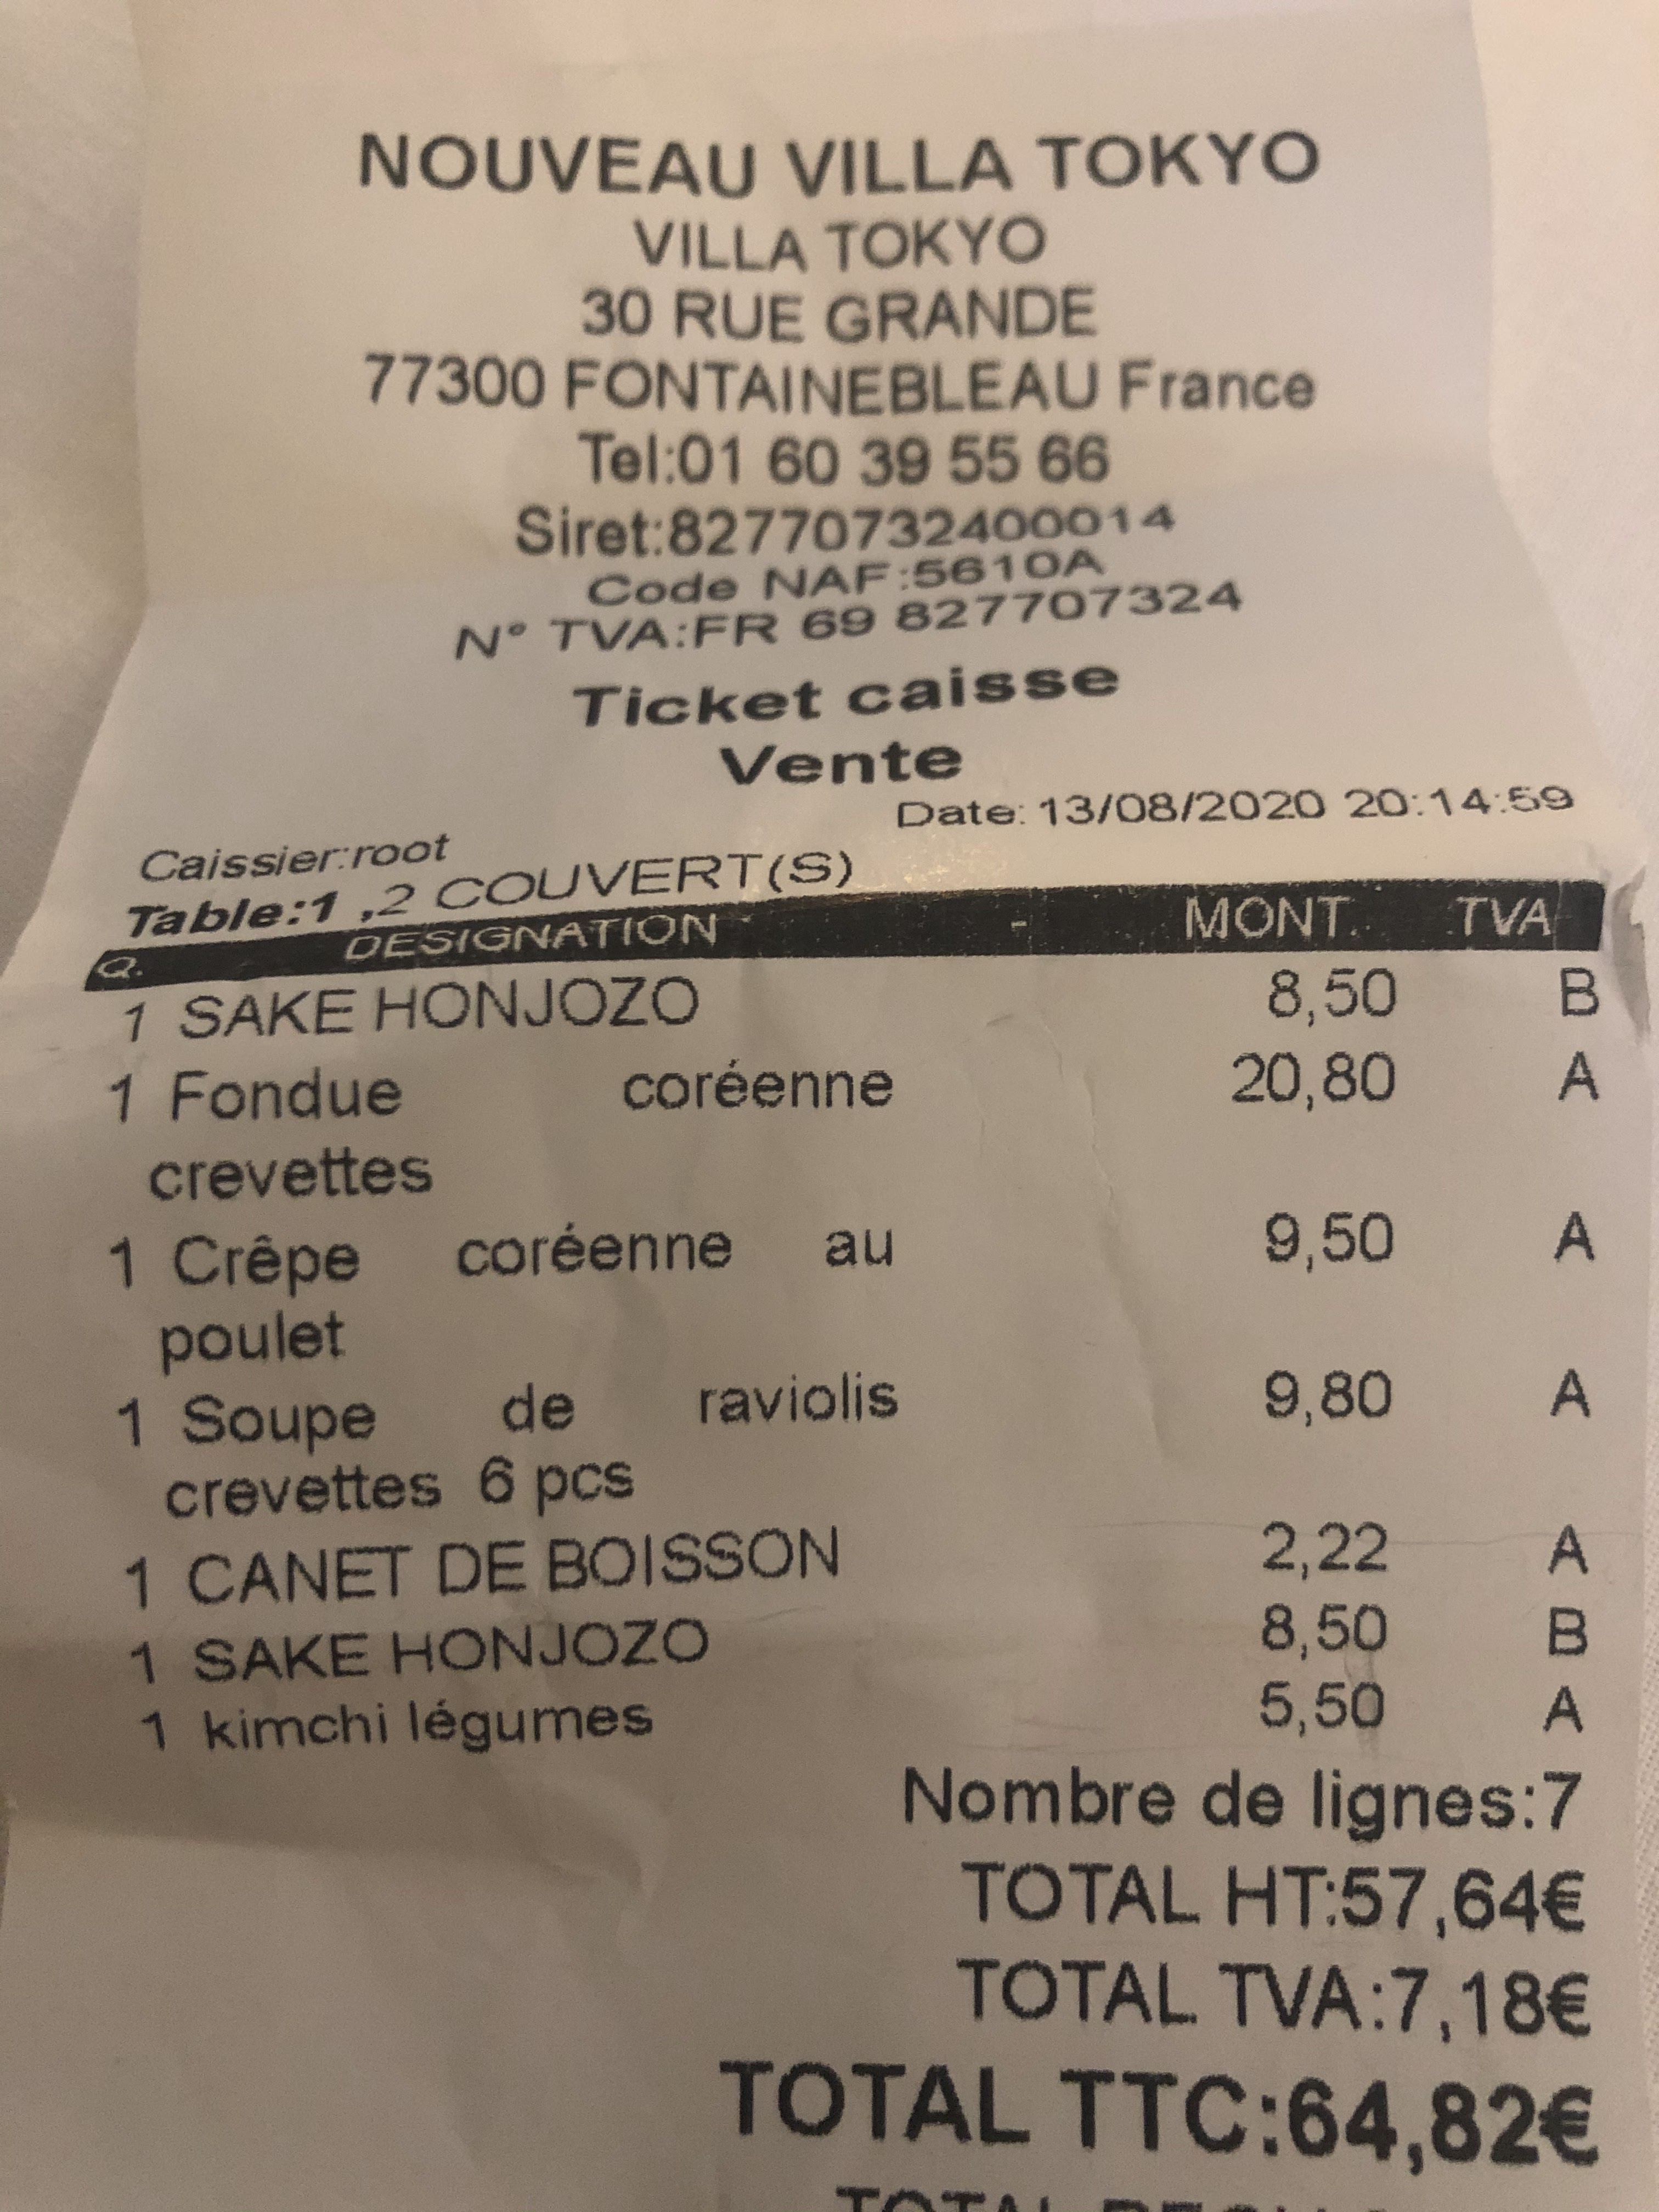 NOUVEAU VILLA TOKYO
VILLA TOKYO
30 RUE GRANDE
77300 FONTAINEBLEAU France
Tel:01 60 39 55 66
Siret:82770732400014
Code NAF:5610A
N° TVA:FR 69 827707324
Ticket caisse
Vente
Date: 13/08/2020 20:14:59
Caissier:root
Table:1 ,2 COUVERT(S)
Q. DESIGNATION - MONT. TVA
1 SAKE HONJOZO 8,50 B
1 Fondue coréenne 20,80 A
crevettes
1 Crêpe coréenne au 9,50 A
poulet
1 Soupe de raviolis 9,80 A
crevettes 6 pcs
1 CANET DE BOISSON 2,22 A
1 SAKE HONJOZO 8,50 B
1 kimchi légumes 5,50 A
Nombre de lignes:7
TOTAL HT:57,64€
TOTAL TVA:7,18€
TOTAL TTC:64,82€
TOTAL